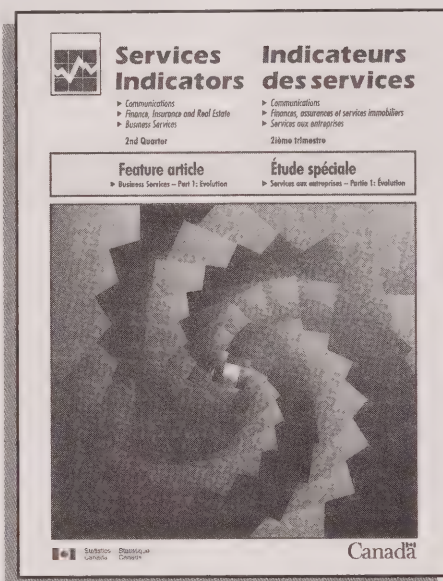 Services
Indicators
► Communications
► Finance, Insurance and Real Estate
► Business Services
2nd Quarter
Indicateurs
des services
► Communications
► Finances, assurances et services immobiliers
► Services aux entreprises
2ième trimestre
Feature article
► Business Services – Part 1: Evolution
Étude spéciale
► Services aux entreprises – Partie 1: Évolution
Statistics Statistique
Canada Canada
Canada